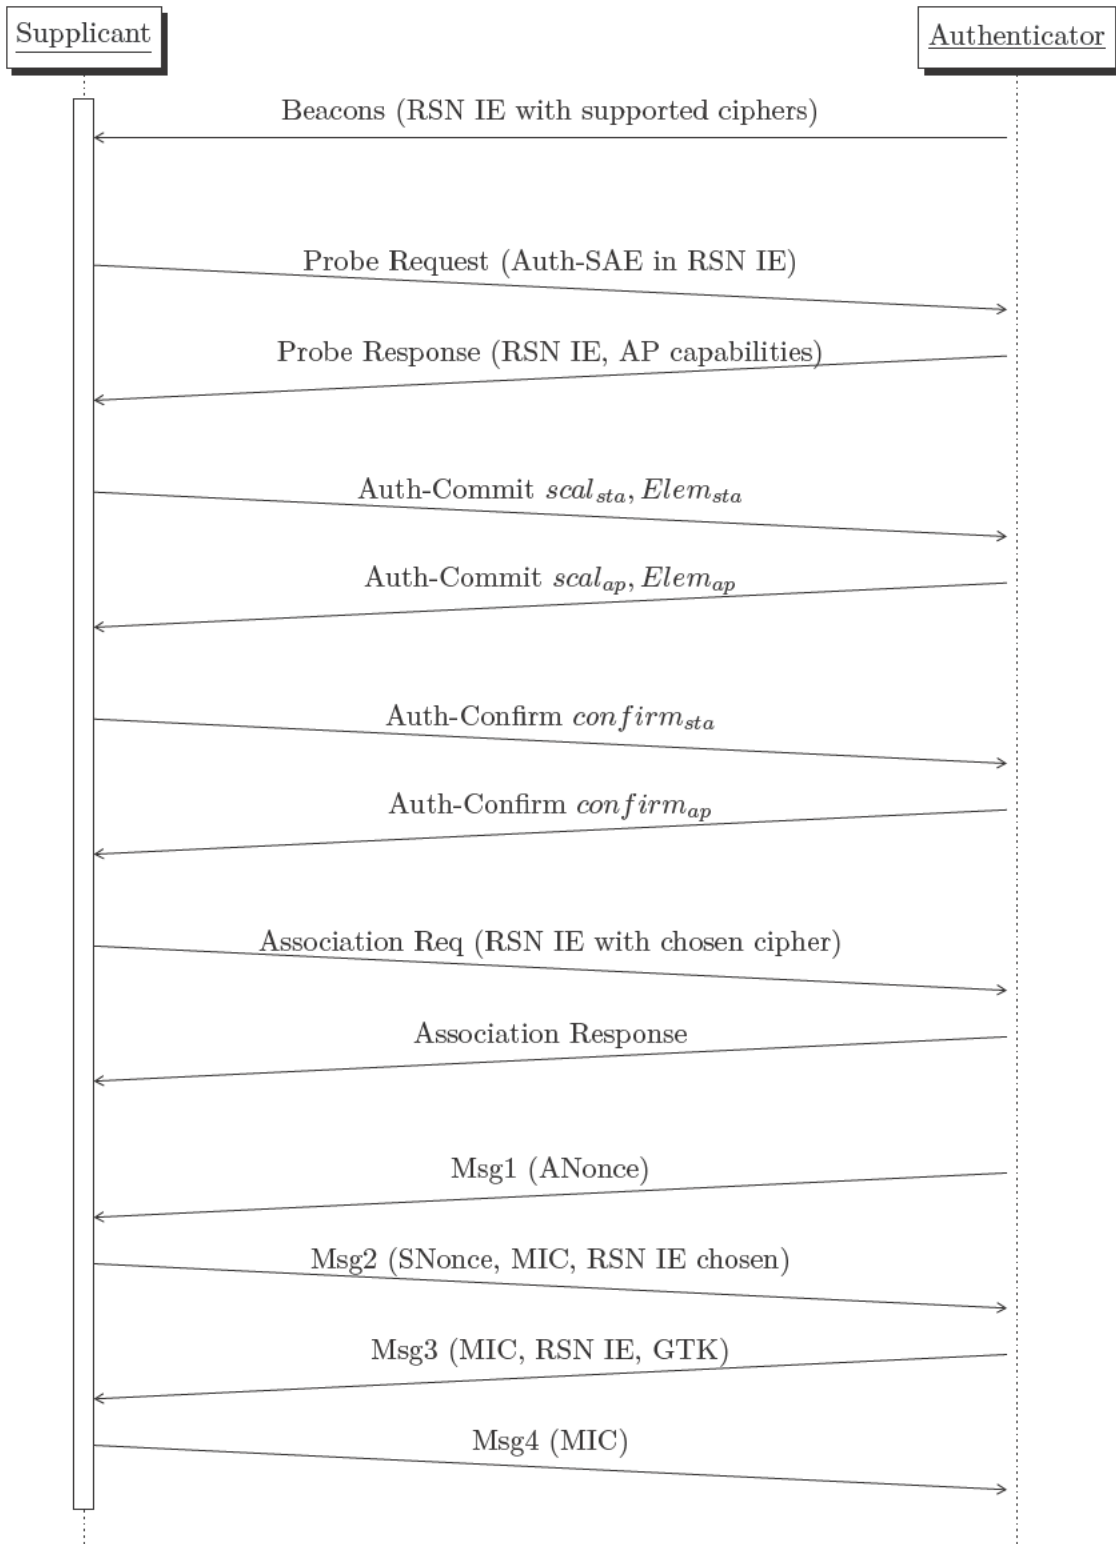 Supplicant
Authenticator
Beacons (RSN IE with supported ciphers)
Probe Request (Auth-SAE in RSN IE)
Probe Response (RSN IE, AP capabilities)
Auth-Commit scal_sta, Elem_sta
Auth-Commit scal_ap, Elem_ap
Auth-Confirm confirm_sta
Auth-Confirm confirm_ap
Association Req (RSN IE with chosen cipher)
Association Response
Msg1 (ANonce)
Msg2 (SNonce, MIC, RSN IE chosen)
Msg3 (MIC, RSN IE, GTK)
Msg4 (MIC)